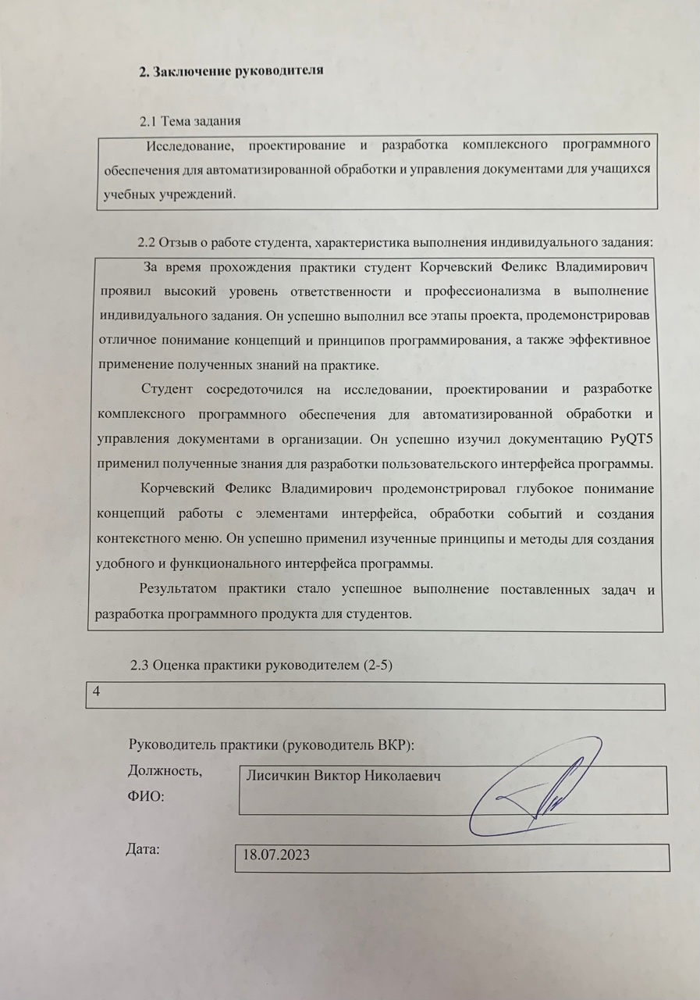 2. Заключение руководителя
2.1 Тема задания
Исследование, проектирование и разработка комплексного программного
обеспечения для автоматизированной обработки и управления документами для учащихся
учебных учреждений.
2.2 Отзыв о работе студента, характеристика выполнения индивидуального задания:
За время прохождения практики студент Корчевский Феликс Владимирович
проявил высокий уровень ответственности и профессионализма в выполнение
индивидуального задания. Он успешно выполнил все этапы проекта, продемонстрировав
отличное понимание концепций и принципов программирования, а также эффективное
применение полученных знаний на практике.
Студент сосредоточился на исследовании, проектировании и разработке
комплексного программного обеспечения для автоматизированной обработки и
управления документами в организации. Он успешно изучил документацию PyQT5
применил полученные знания для разработки пользовательского интерфейса программы.
Корчевский Феликс Владимирович продемонстрировал глубокое понимание
концепций работы с элементами интерфейса, обработки событий и создания
контекстного меню. Он успешно применил изученные принципы и методы для создания
удобного и функционального интерфейса программы.
Результатом практики стало успешное выполнение поставленных задач и
разработка программного продукта для студентов.
2.3 Оценка практики руководителем (2-5)
4
Руководитель практики (руководитель ВКР):
Должность,
ФИО:
Лисичкин Виктор Николаевич
Дата:
18.07.2023